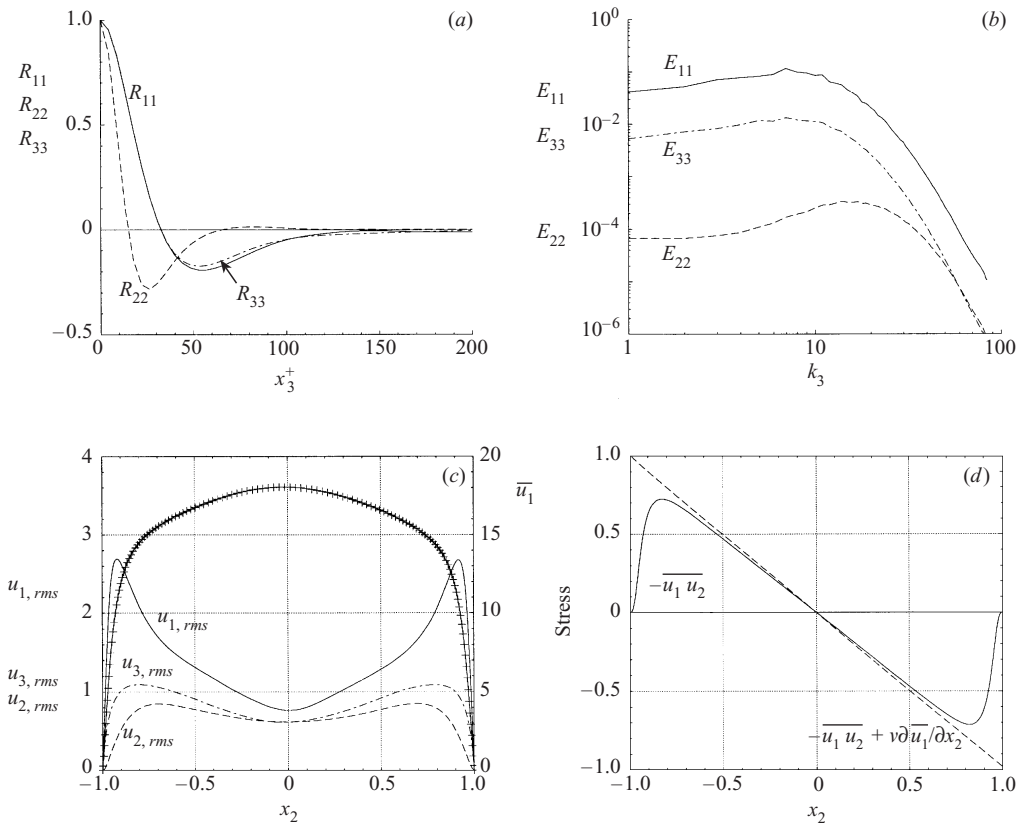 (a)
1.0
R11
R22
R33
R11
0.5
0
R22
R33
−0.5
0
50
100
150
200
x3+
(b)
10^0
E11
E11
10^−2
E33
E33
10^−4
E22
E22
10^−6
1
10
100
k3
(c)
4
20
u̅1
3
15
u1, rms
2
10
u1, rms
u3, rms
u2, rms
1
u3, rms
5
u2, rms
0
0
−1.0
−0.5
0
0.5
1.0
x2
(d)
1.0
0.5
−u1 u2
Stress
0
−0.5
−u1 u2 + ν∂u1/∂x2
−1.0
−1.0
−0.5
0
0.5
1.0
x2